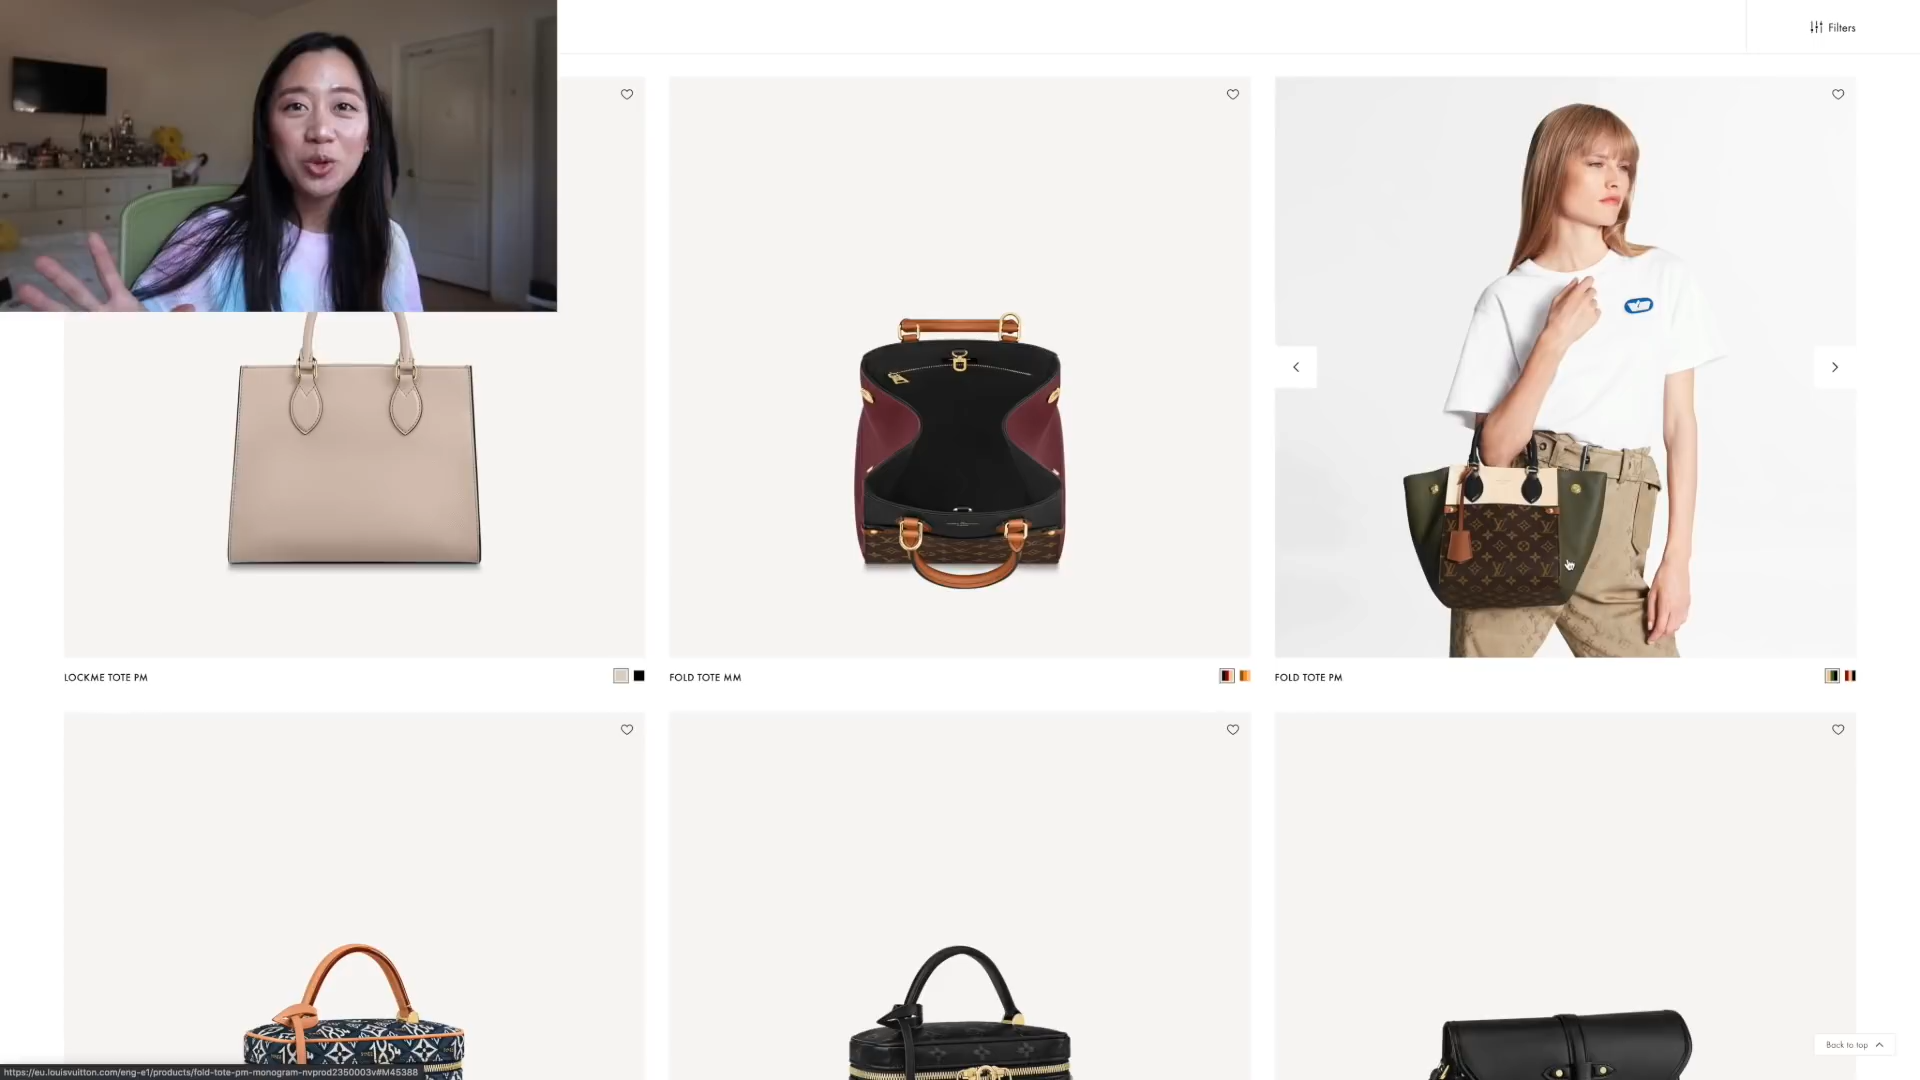 Filters
LOCKME TOTE PM
FOLD TOTE MM
FOLD TOTE PM
Back to top
https://eu.louisvuitton.com/eng-e1/products/fold-tote-pm-monogram-nvprod2350003v#M45388